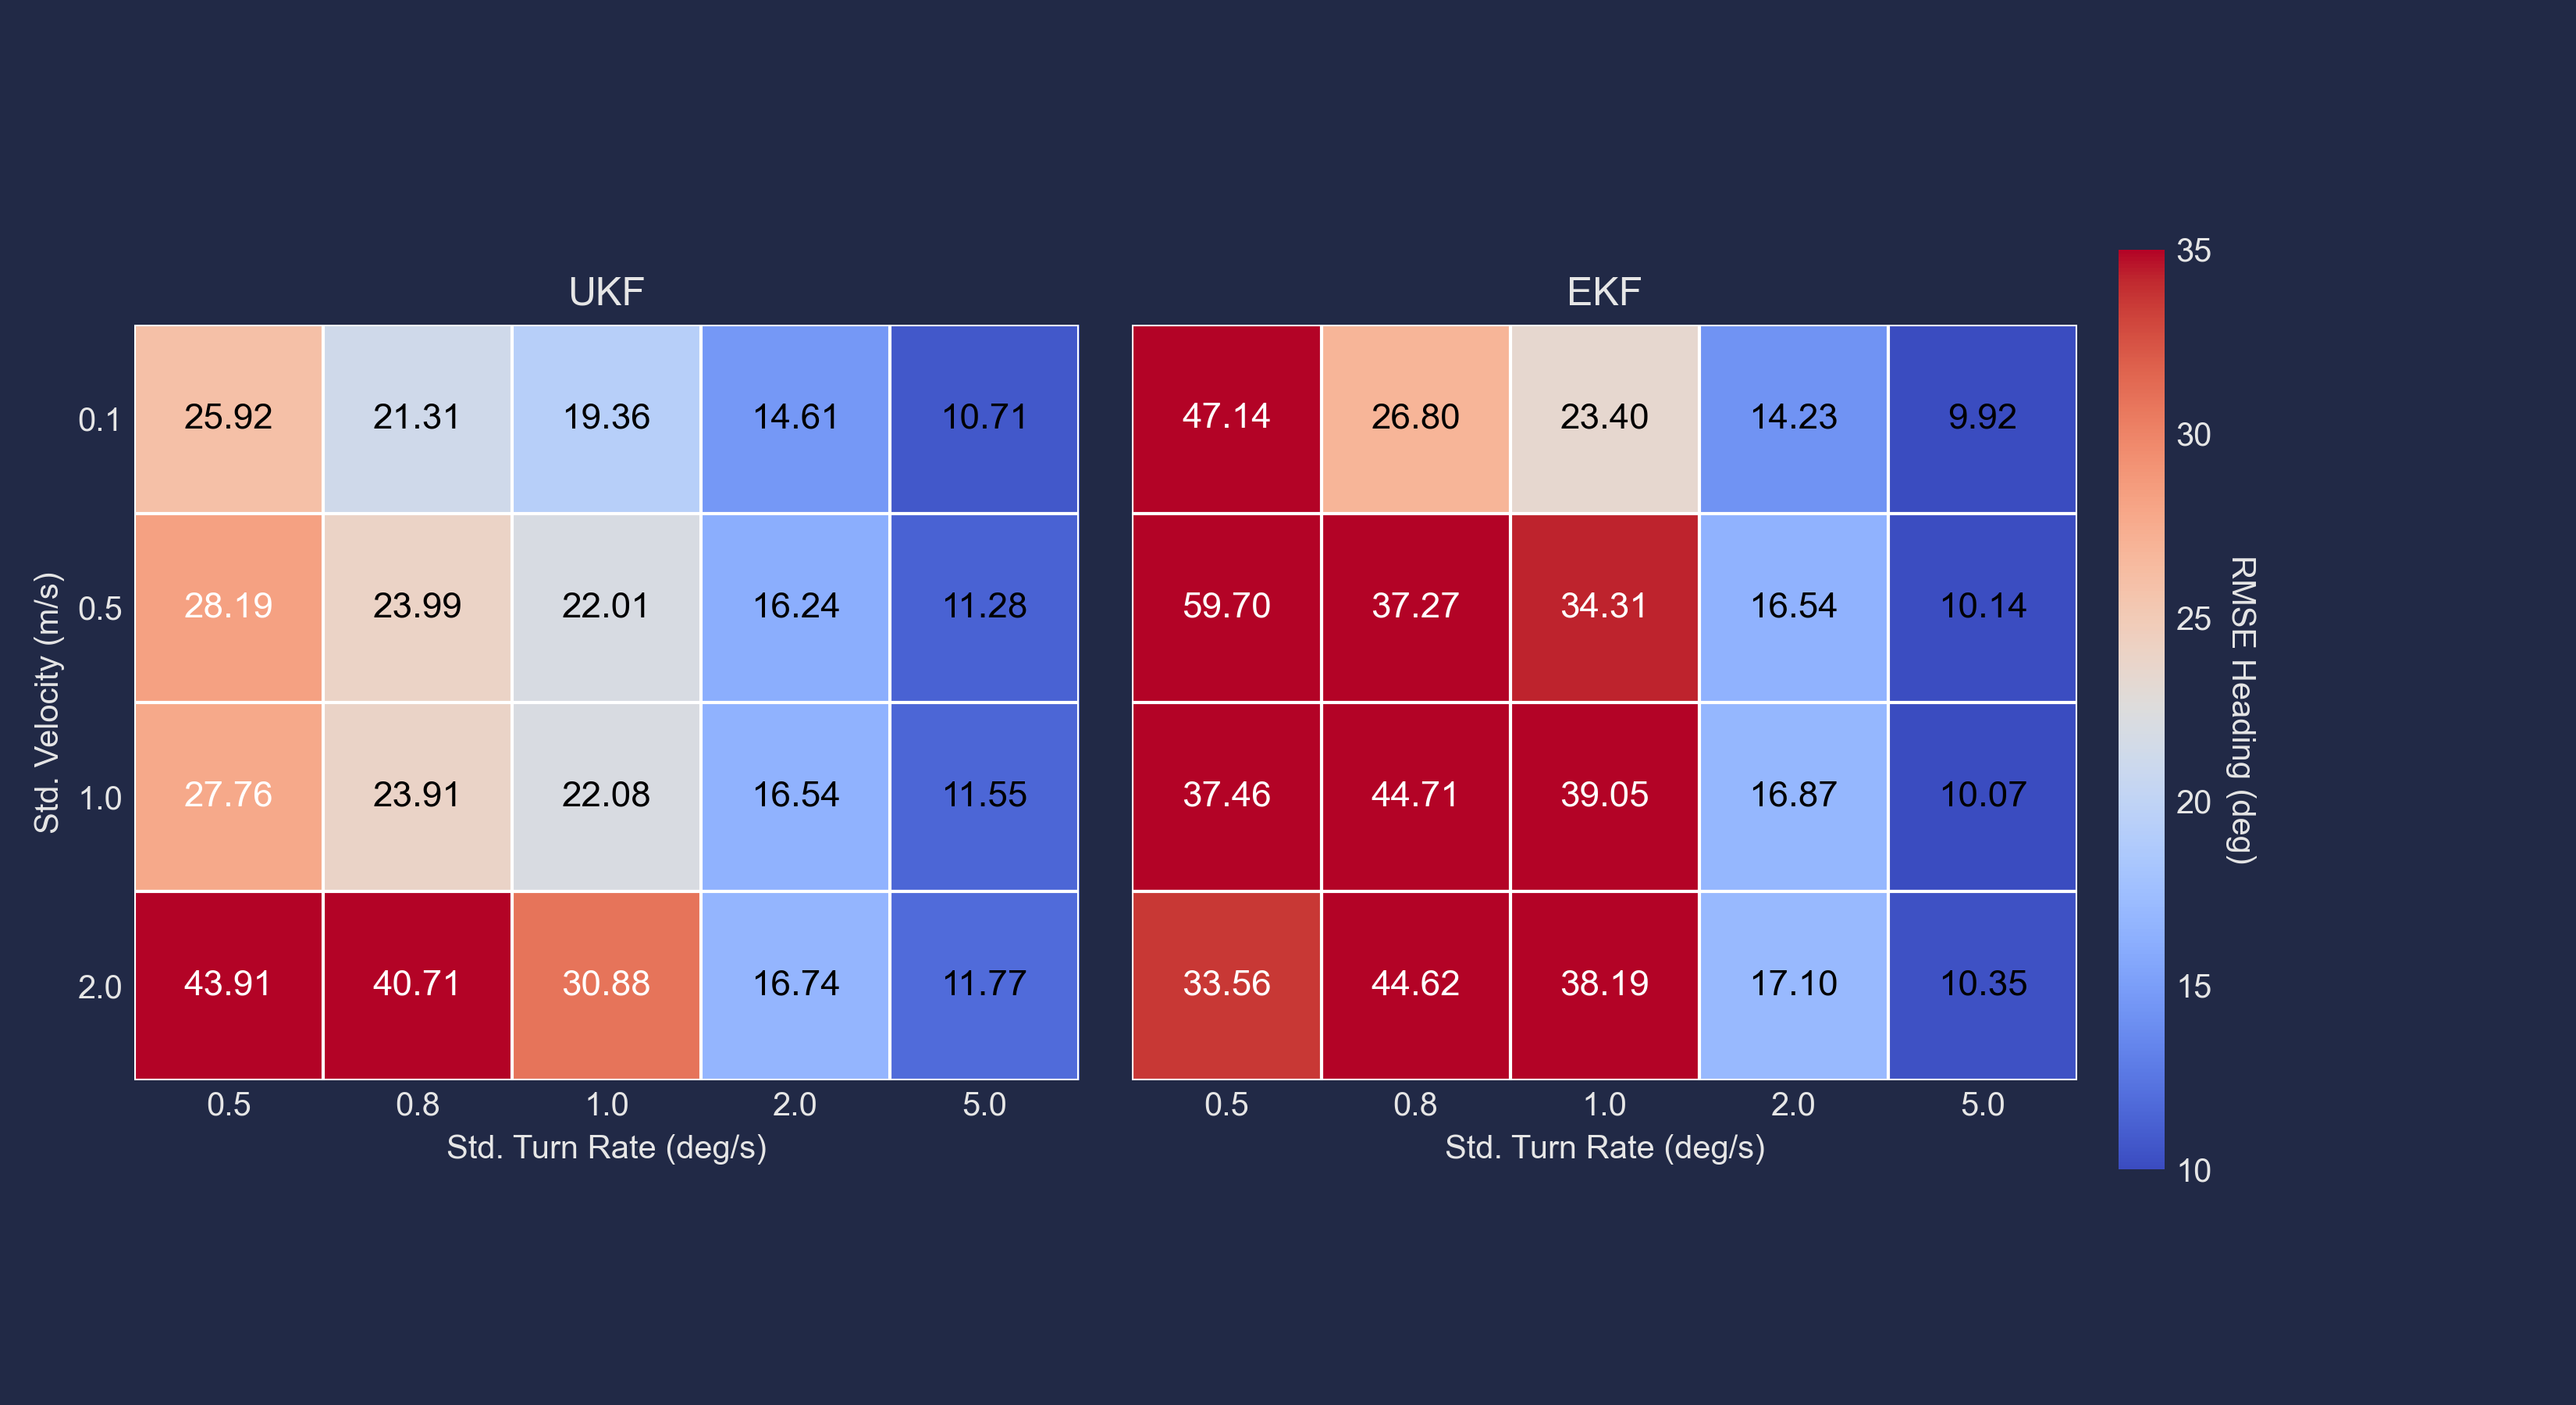 UKF
EKF
Std. Velocity (m/s)
0.1
25.92 21.31 19.36 14.61 10.71
47.14 26.80 23.40 14.23 9.92
0.5
28.19 23.99 22.01 16.24 11.28
59.70 37.27 34.31 16.54 10.14
1.0
27.76 23.91 22.08 16.54 11.55
37.46 44.71 39.05 16.87 10.07
2.0
43.91 40.71 30.88 16.74 11.77
33.56 44.62 38.19 17.10 10.35
0.5 0.8 1.0 2.0 5.0
Std. Turn Rate (deg/s)
0.5 0.8 1.0 2.0 5.0
Std. Turn Rate (deg/s)
35
30
25
20
15
10
RMSE Heading (deg)